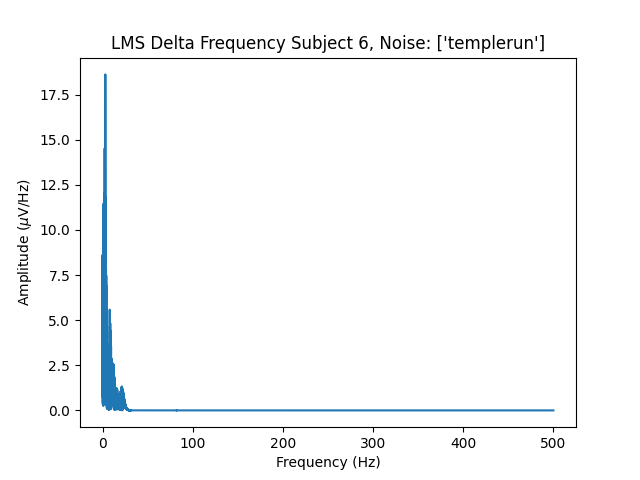 LMS Delta Frequency Subject 6, Noise: ['templerun']
Amplitude (μV/Hz)
17.5
15.0
12.5
10.0
7.5
5.0
2.5
0.0
0 100 200 300 400 500
Frequency (Hz)